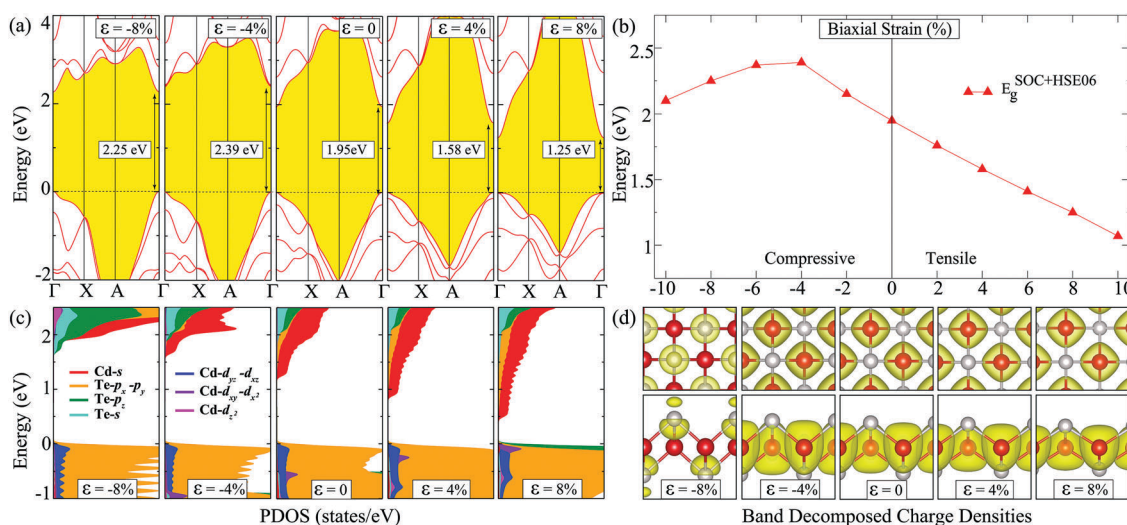 (a)
ε = -8%
ε = -4%
ε = 0
ε = 4%
ε = 8%
Energy (eV)
4
2
0
-2
2.25 eV
2.39 eV
1.95eV
1.58 eV
1.25 eV
Γ X A Γ X A Γ X A Γ X A Γ X A Γ
(b)
Biaxial Strain (%)
E_g^SOC+HSE06
Energy (eV)
2.5
2
1.5
1
Compressive
Tensile
-10 -8 -6 -4 -2 0 2 4 6 8 10
(c)
Energy (eV)
2
1
0
-1
Cd-s
Te-p_x -p_y
Te-p_z
Te-s
Cd-d_yz -d_xz
Cd-d_xy -d_x²
Cd-d_z²
ε = -8%
ε = -4%
ε = 0
ε = 4%
ε = 8%
PDOS (states/eV)
(d)
ε = -8%
ε = -4%
ε = 0
ε = 4%
ε = 8%
Band Decomposed Charge Densities